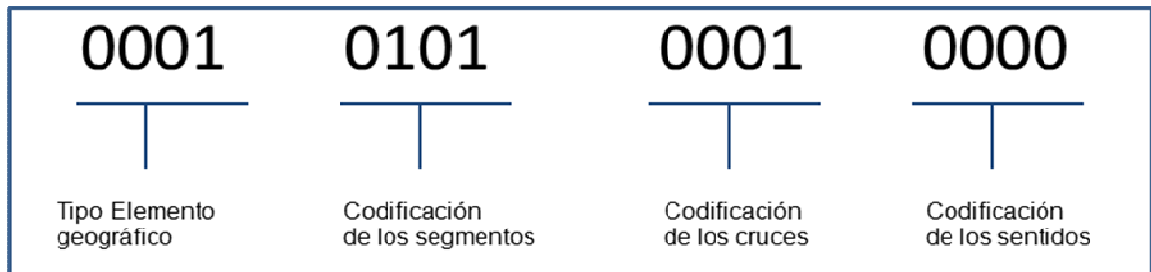 0001 0101 0001 0000
Tipo Elemento
geográfico
Codificación
de los segmentos
Codificación
de los cruces
Codificación
de los sentidos